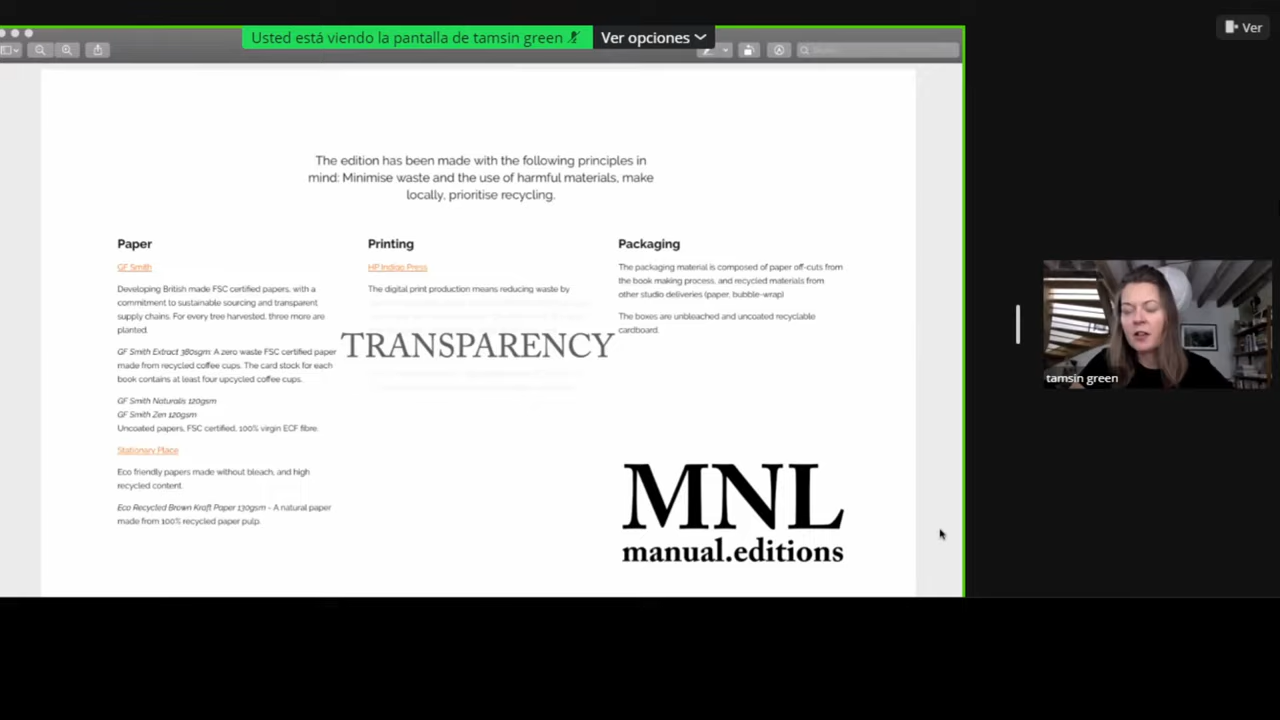 Usted está viendo la pantalla de tamsin green
Ver opciones
Ver
The edition has been made with the following principles in
mind: Minimise waste and the use of harmful materials, make
locally, prioritise recycling.
Paper
GF Smith
Developing British made FSC certified papers, with a
commitment to sustainable sourcing and transparent
supply chains. For every tree harvested, three more are
planted.
GF Smith Extract 380sgm: A zero waste FSC certified paper
made from recycled coffee cups. The card stock for each
book contains at least four upcycled coffee cups.
GF Smith Naturalis 120gsm
GF Smith Zen 120gsm
Uncoated papers, FSC certified, 100% virgin ECF fibre.
Stationary Place
Eco friendly papers made without bleach, and high
recycled content.
Eco Recycled Brown Kraft Paper 130gsm - A natural paper
made from 100% recycled paper pulp.
Printing
HP Indigo Press
The digital print production means reducing waste by
TRANSPARENCY
Packaging
The packaging material is composed of paper off-cuts from
the book making process, and recycled materials from
other studio deliveries (paper, bubble-wrap)
The boxes are unbleached and uncoated recyclable
cardboard.
MNL
manual.editions
tamsin green